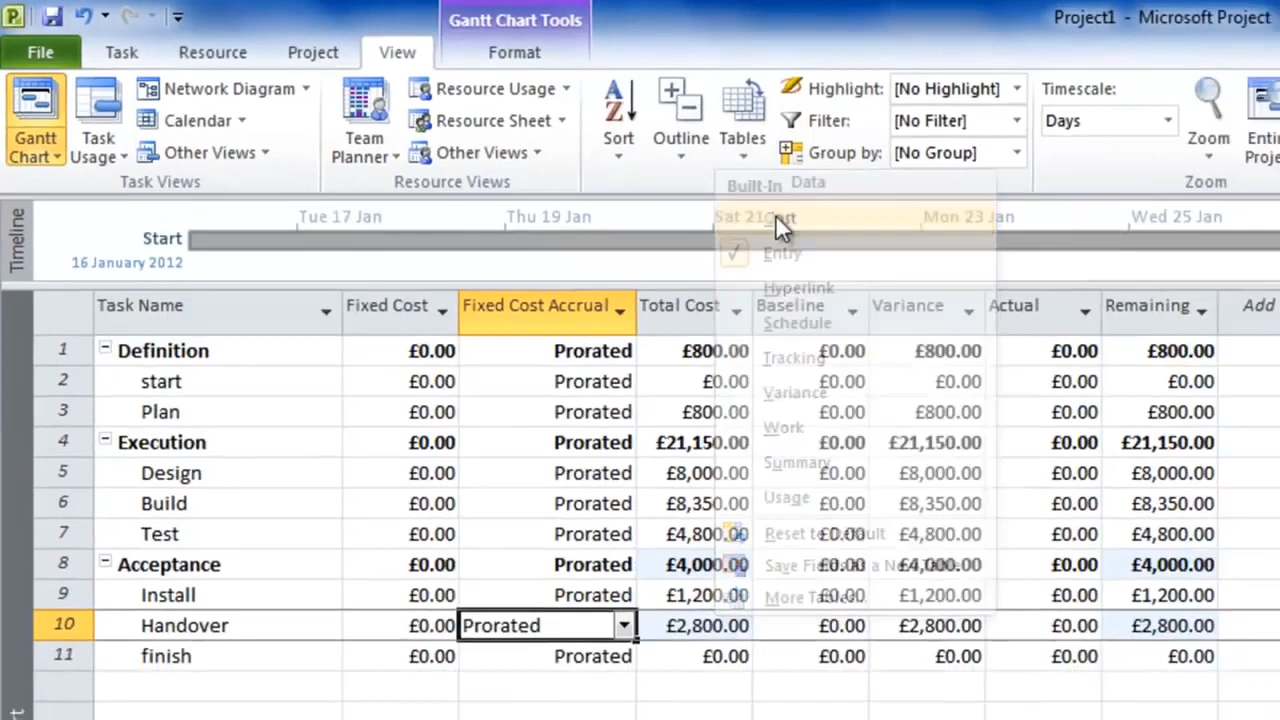 Gantt Chart Tools
Project1 - Microsoft Project
File Task Resource Project View Format
Gantt Chart
Task Usage
Network Diagram
Calendar
Other Views
Task Views
Team Planner
Resource Usage
Resource Sheet
Other Views
Resource Views
Sort
Outline
Tables
Highlight: [No Highlight]
Filter: [No Filter]
Group by: [No Group]
Data
Timescale:
Days
Zoom
Zoom
Built-In
Cost
Entry
Hyperlink
Schedule
Tracking
Variance
Work
Summary
Usage
Reset to Default
Save Fields as a New Table
More Tables...
Timeline
Tue 17 Jan Thu 19 Jan Sat 21 Mon 23 Jan Wed 25 Jan
Start
16 January 2012
Task Name Fixed Cost Fixed Cost Accrual Total Cost Baseline Variance Actual Remaining Add
1 Definition £0.00 Prorated £800.00 £0.00 £800.00 £0.00 £800.00
2 start £0.00 Prorated £0.00 £0.00 £0.00 £0.00 £0.00
3 Plan £0.00 Prorated £800.00 £0.00 £800.00 £0.00 £800.00
4 Execution £0.00 Prorated £21,150.00 £0.00 £21,150.00 £0.00 £21,150.00
5 Design £0.00 Prorated £8,000.00 £0.00 £8,000.00 £0.00 £8,000.00
6 Build £0.00 Prorated £8,350.00 £0.00 £8,350.00 £0.00 £8,350.00
7 Test £0.00 Prorated £4,800.00 £0.00 £4,800.00 £0.00 £4,800.00
8 Acceptance £0.00 Prorated £4,000.00 £0.00 £4,000.00 £0.00 £4,000.00
9 Install £0.00 Prorated £1,200.00 £0.00 £1,200.00 £0.00 £1,200.00
10 Handover £0.00 Prorated £2,800.00 £0.00 £2,800.00 £0.00 £2,800.00
11 finish £0.00 Prorated £0.00 £0.00 £0.00 £0.00 £0.00